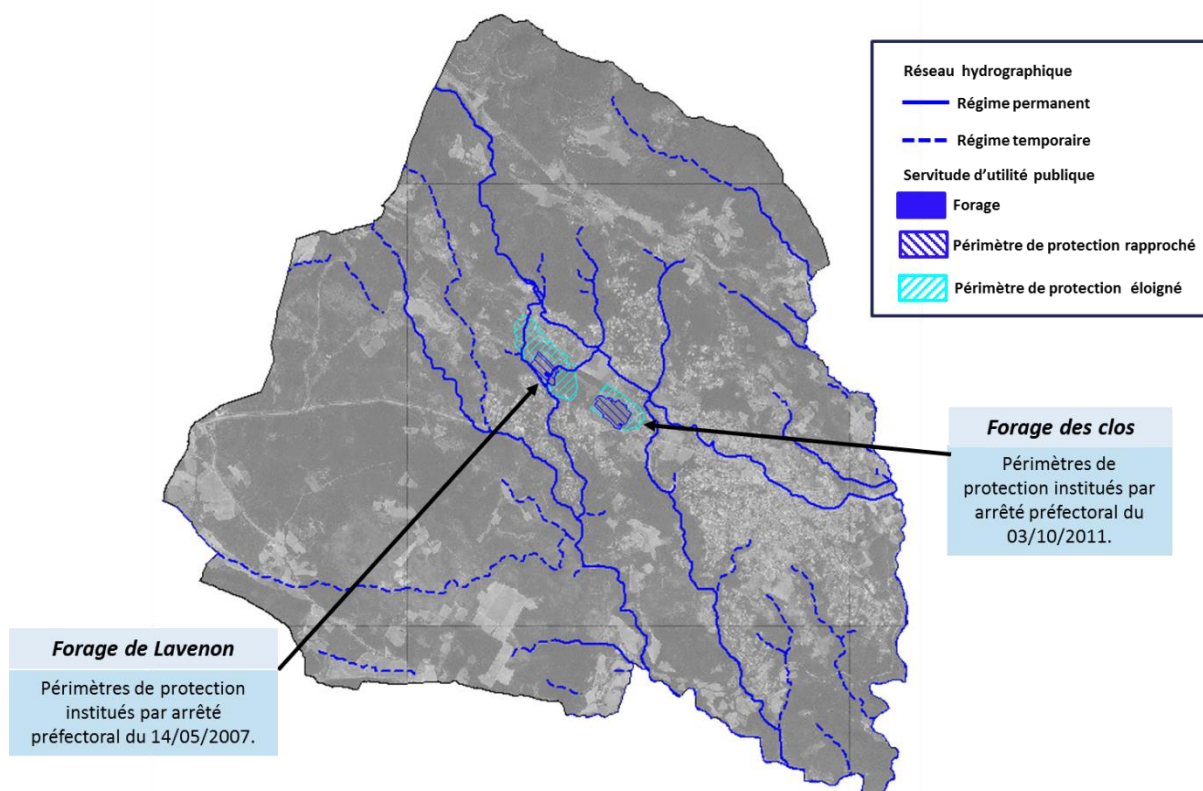 Réseau hydrographique
Régime permanent
Régime temporaire
Servitude d'utilité publique
Forage
Périmètre de protection rapproché
Périmètre de protection éloigné
Forage des clos
Périmètres de
protection institués par
arrêté préfectoral du
03/10/2011.
Forage de Lavenon
Périmètres de protection
institués par arrêté
préfectoral du 14/05/2007.